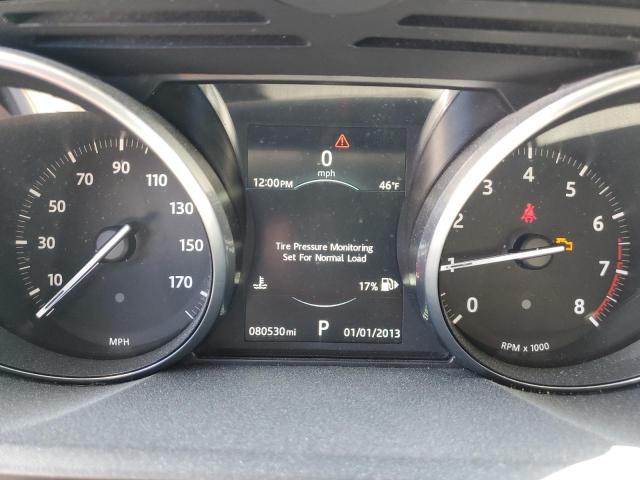 0
mph
12:00PM 46°F
Tire Pressure Monitoring
Set For Normal Load
17%
080530mi P 01/01/2013
10 30 50 70 90 110 130 150 170
MPH
0 1 2 3 4 5 6 7 8
RPM x 1000